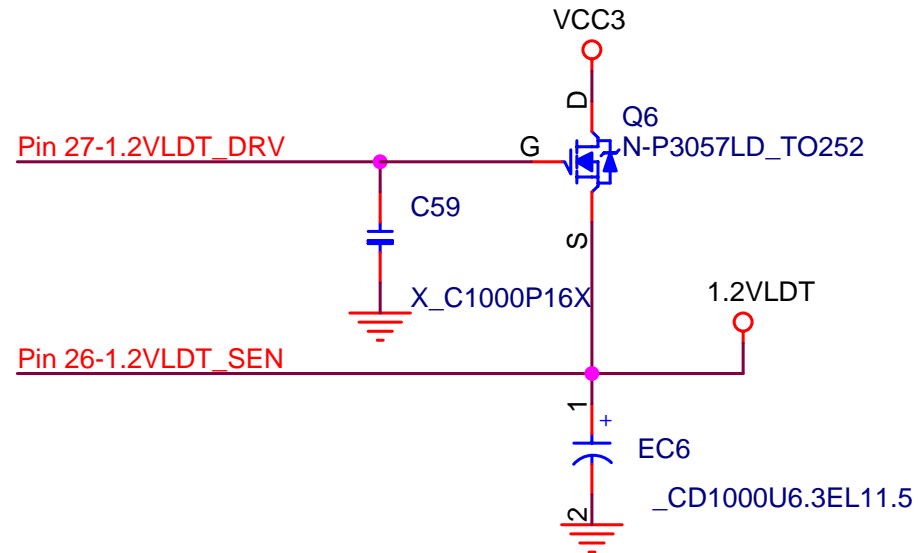 VCC3
D
Q6
Pin 27-1.2VLDT_DRV
G
N-P3057LD_TO252
C59
S
X_C1000P16X
1.2VLDT
Pin 26-1.2VLDT_SEN
1
+
EC6
_CD1000U6.3EL11.5
2